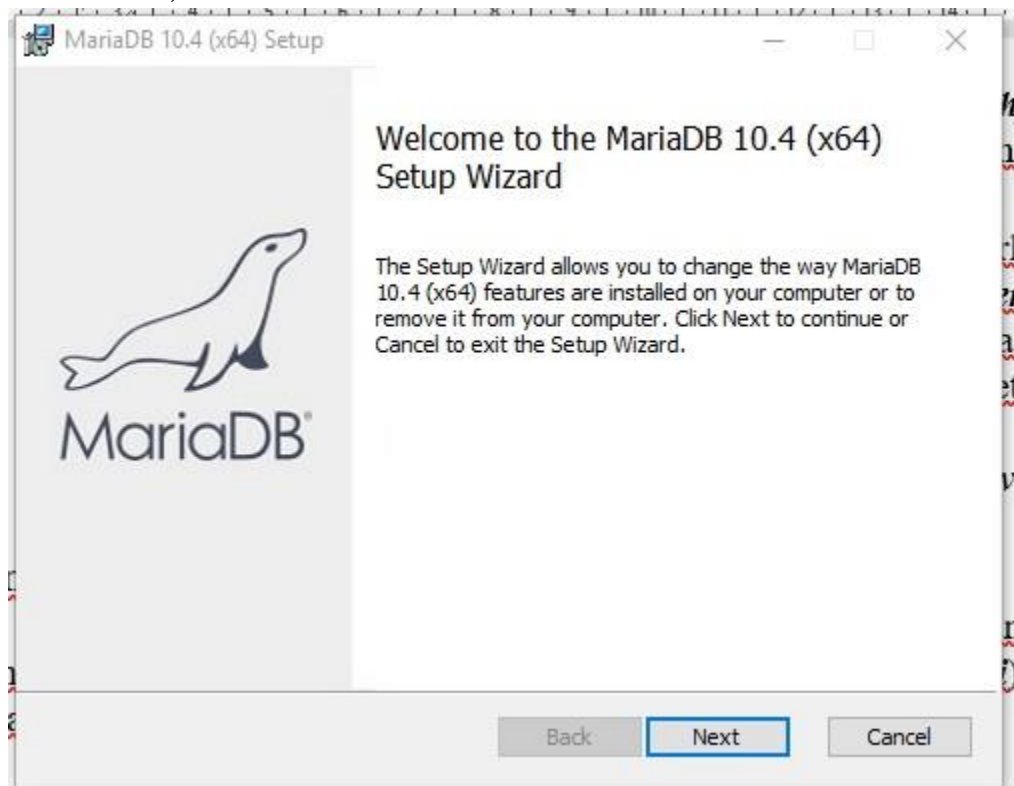 MariaDB 10.4 (x64) Setup
Welcome to the MariaDB 10.4 (x64)
Setup Wizard
The Setup Wizard allows you to change the way MariaDB
10.4 (x64) features are installed on your computer or to
remove it from your computer. Click Next to continue or
Cancel to exit the Setup Wizard.
MariaDB®
Back Next Cancel